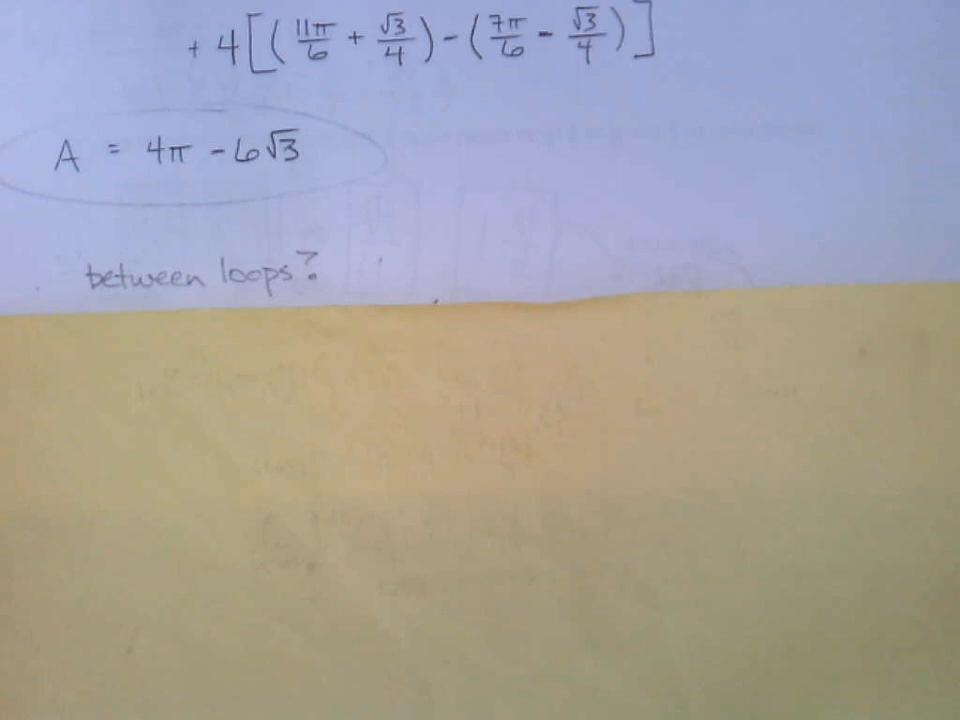 + 4[(11π/6 + √3/4) - (7π/6 - √3/4)]
A = 4π - 6√3
between loops?